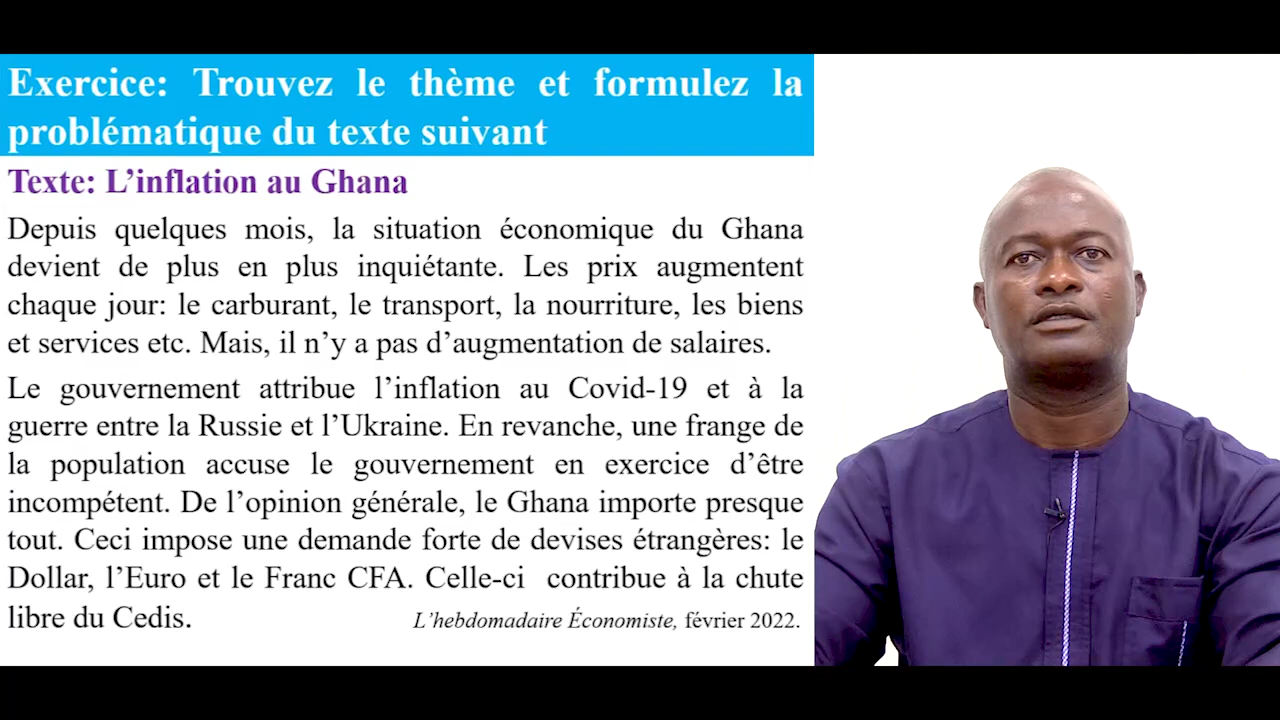 Exercice: Trouvez le thème et formulez la
problématique du texte suivant
Texte: L’inflation au Ghana
Depuis quelques mois, la situation économique du Ghana
devient de plus en plus inquiétante. Les prix augmentent
chaque jour: le carburant, le transport, la nourriture, les biens
et services etc. Mais, il n’y a pas d’augmentation de salaires.
Le gouvernement attribue l’inflation au Covid-19 et à la
guerre entre la Russie et l’Ukraine. En revanche, une frange de
la population accuse le gouvernement en exercice d’être
incompétent. De l’opinion générale, le Ghana importe presque
tout. Ceci impose une demande forte de devises étrangères: le
Dollar, l’Euro et le Franc CFA. Celle-ci contribue à la chute
libre du Cedis.
L’hebdomadaire Économiste, février 2022.